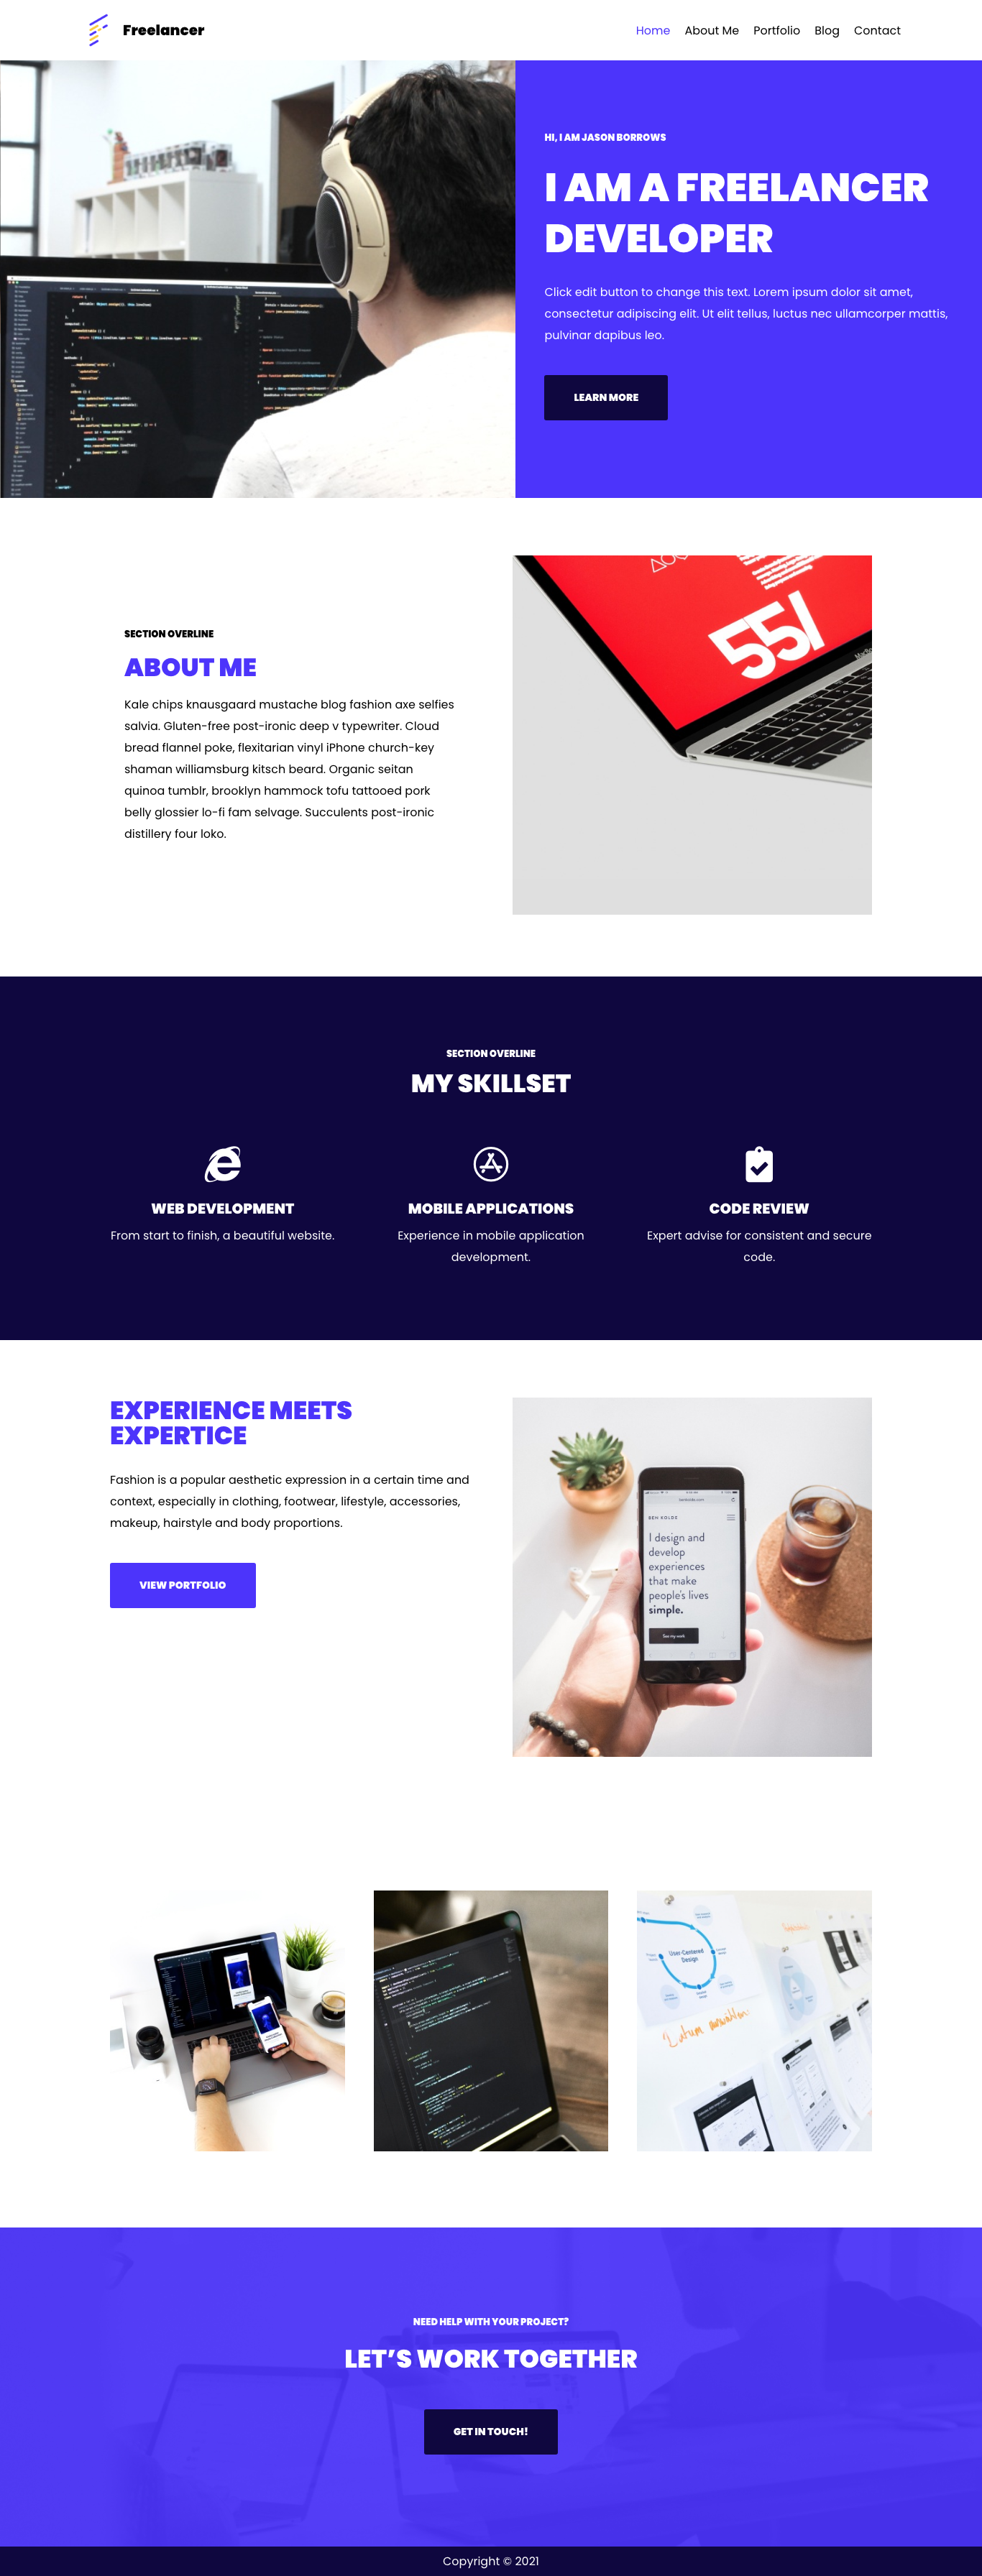 Freelancer
Home About Me Portfolio Blog Contact
HI, I AM JASON BORROWS
I AM A FREELANCER
DEVELOPER
Click edit button to change this text. Lorem ipsum dolor sit amet,
consectetur adipiscing elit. Ut elit tellus, luctus nec ullamcorper mattis,
pulvinar dapibus leo.
LEARN MORE
SECTION OVERLINE
ABOUT ME
Kale chips knausgaard mustache blog fashion axe selfies
salvia. Gluten-free post-ironic deep v typewriter. Cloud
bread flannel poke, flexitarian vinyl iPhone church-key
shaman williamsburg kitsch beard. Organic seitan
quinoa tumblr, brooklyn hammock tofu tattooed pork
belly glossier lo-fi fam selvage. Succulents post-ironic
distillery four loko.
55/
SECTION OVERLINE
MY SKILLSET
WEB DEVELOPMENT
From start to finish, a beautiful website.
MOBILE APPLICATIONS
Experience in mobile application
development.
CODE REVIEW
Expert advise for consistent and secure
code.
EXPERIENCE MEETS
EXPERTICE
Fashion is a popular aesthetic expression in a certain time and
context, especially in clothing, footwear, lifestyle, accessories,
makeup, hairstyle and body proportions.
VIEW PORTFOLIO
BEN KOLDE
I design and
develop
experiences
that make
people's lives
simple.
See my work
User-Centered
Design
NEED HELP WITH YOUR PROJECT?
LET'S WORK TOGETHER
GET IN TOUCH!
Copyright © 2021